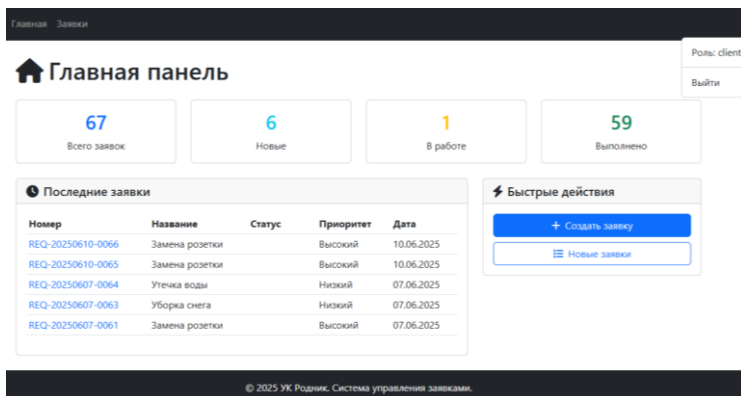 Главная Заявки
Роль: client
Выйти
Главная панель
67
Всего заявок
6
Новые
1
В работе
59
Выполнено
Последние заявки
Номер Название Статус Приоритет Дата
REQ-20250610-0066 Замена розетки Высокий 10.06.2025
REQ-20250610-0065 Замена розетки Высокий 10.06.2025
REQ-20250607-0064 Утечка воды Низкий 07.06.2025
REQ-20250607-0063 Уборка снега Низкий 07.06.2025
REQ-20250607-0061 Замена розетки Высокий 07.06.2025
Быстрые действия
+ Создать заявку
Новые заявки
© 2025 УК Родник. Система управления заявками.